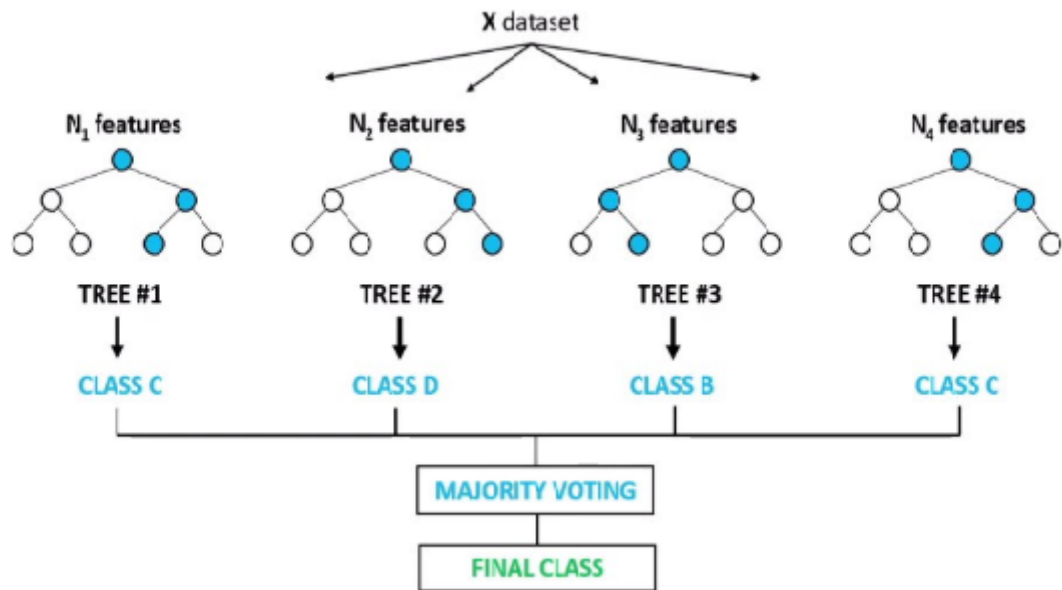 X dataset
N₁ features N₂ features N₃ features N₄ features
TREE #1 TREE #2 TREE #3 TREE #4
CLASS C CLASS D CLASS B CLASS C
MAJORITY VOTING
FINAL CLASS